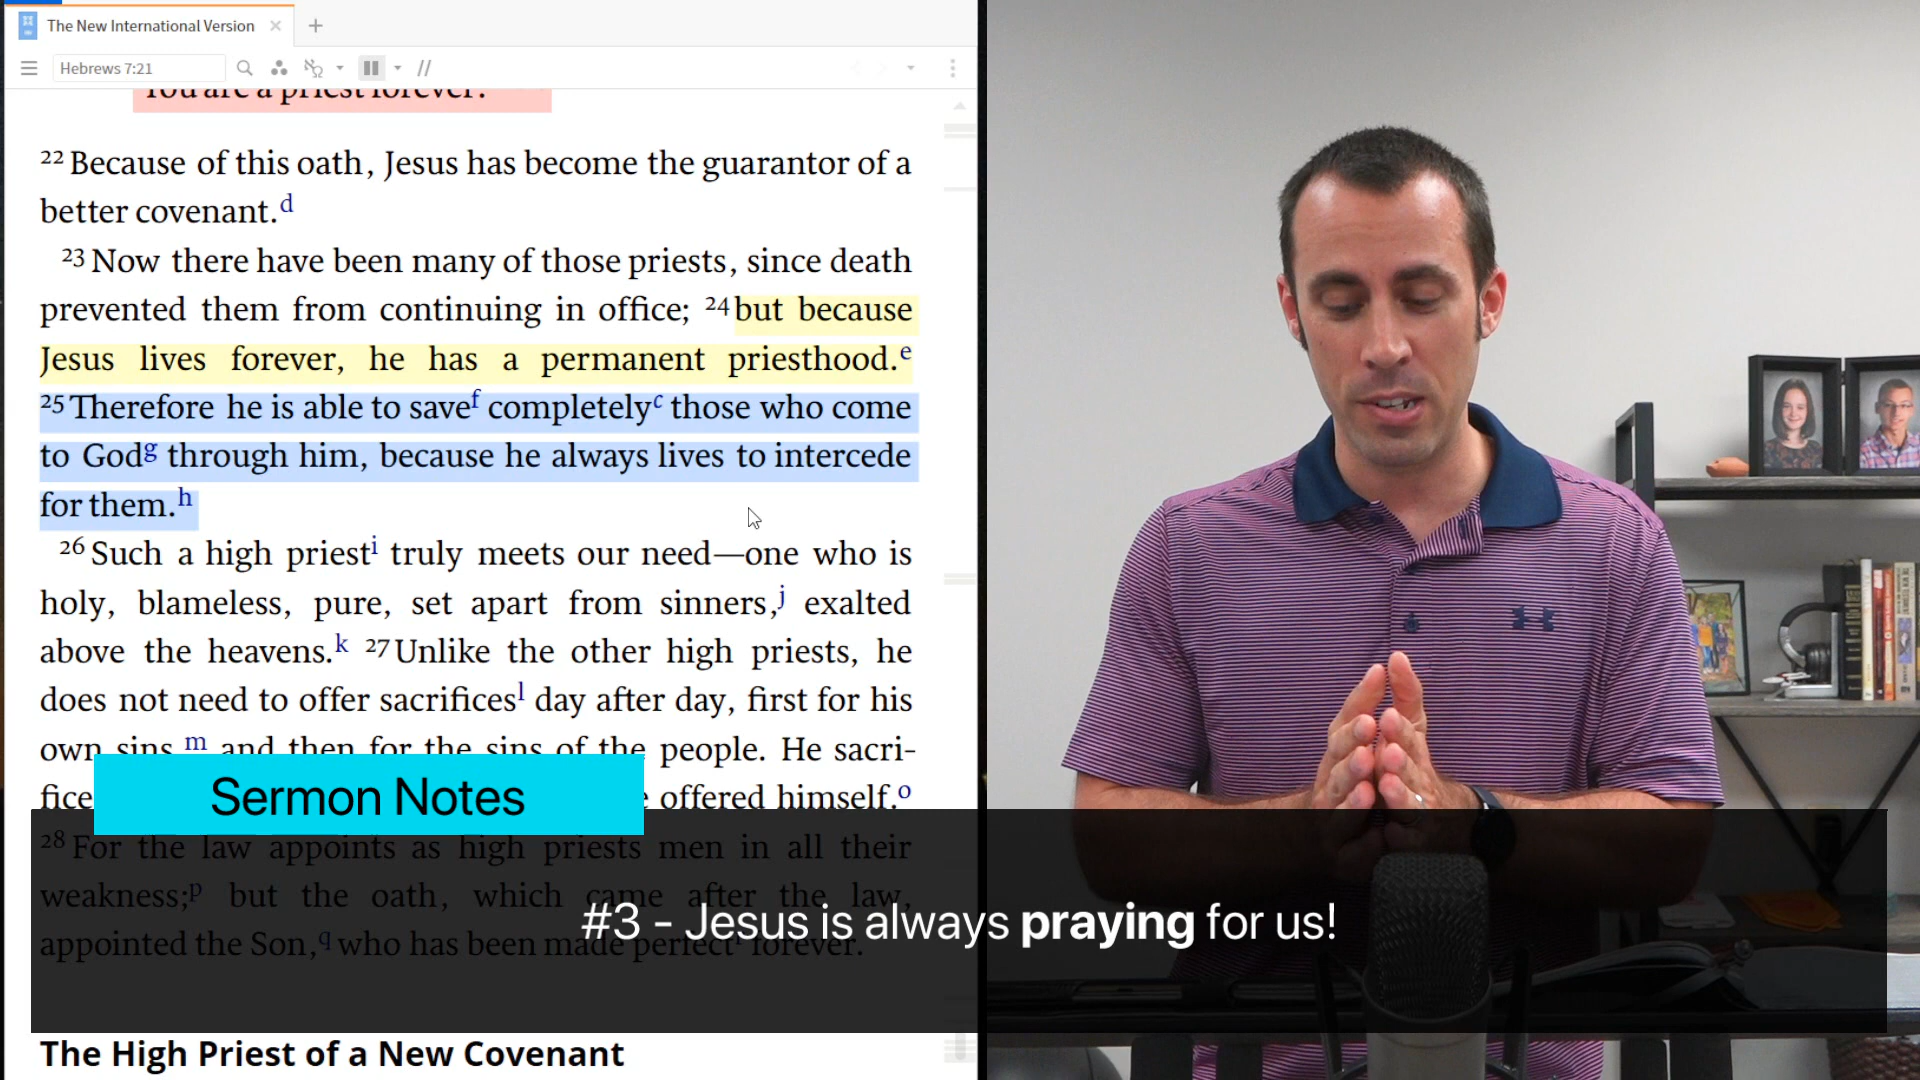 The New International Version
Hebrews 7:21
You are a priest forever.'
22 Because of this oath, Jesus has become the guarantor of a
better covenant.d
23 Now there have been many of those priests, since death
prevented them from continuing in office; 24 but because
Jesus lives forever, he has a permanent priesthood.e
25 Therefore he is able to savef completelyc those who come
to Godg through him, because he always lives to intercede
for them.h
26 Such a high priesti truly meets our need—one who is
holy, blameless, pure, set apart from sinners,j exalted
above the heavens.k 27 Unlike the other high priests, he
does not need to offer sacrificesl day after day, first for his
own sins,m and then for the sins of the people. He sacri-
fice e offered himself.o
Sermon Notes
28 For the law appoints as high priests men in all their
weakness;p but the oath, which came after the law,
appointed the Son,q who has been made perfectr forever.
#3 - Jesus is always praying for us!
The High Priest of a New Covenant